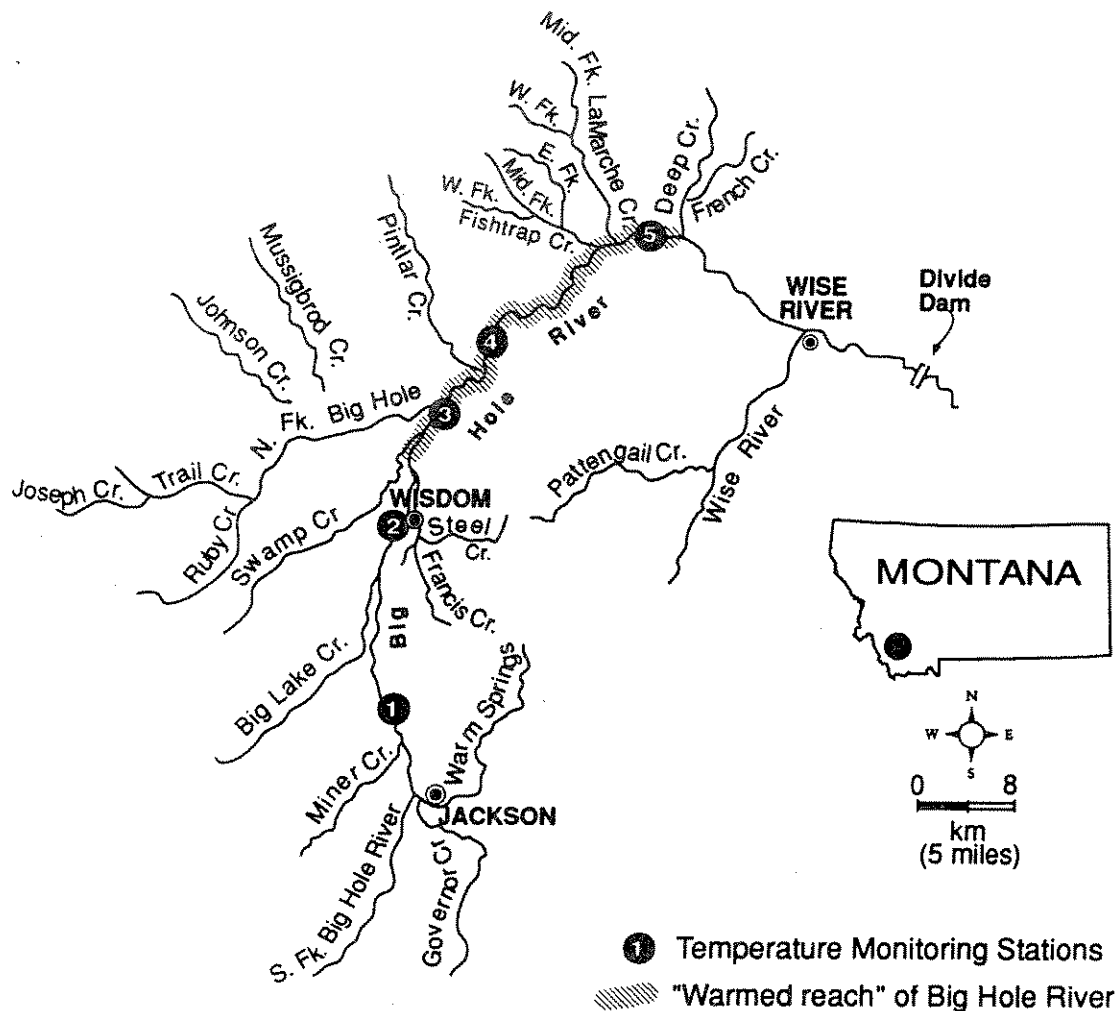 Mid. Fk. LaMarche Cr.
W. Fk.
E. Fk
Mid. Fk.
W. Fk.
Fishtrap Cr.
Deep Cr.
French Cr.
5
Pintlar Cr.
Mussigbrod Cr.
Johnson Cr.
WISE
RIVER
Divide
Dam
4
River
Hole
3
N. Fk. Big Hole
Joseph Cr.
Trail Cr.
Ruby Cr
Swamp Cr
WISDOM
2
Steel
Cr.
Francis Cr.
Pattengail Cr.
Wise River
MONTANA
Big
Big Lake Cr.
1
Warm Springs
Miner Cr.
JACKSON
S. Fk. Big Hole River
Governor Cr
N
W E
S
0 8
km
(5 miles)
1 Temperature Monitoring Stations
"Warmed reach" of Big Hole River